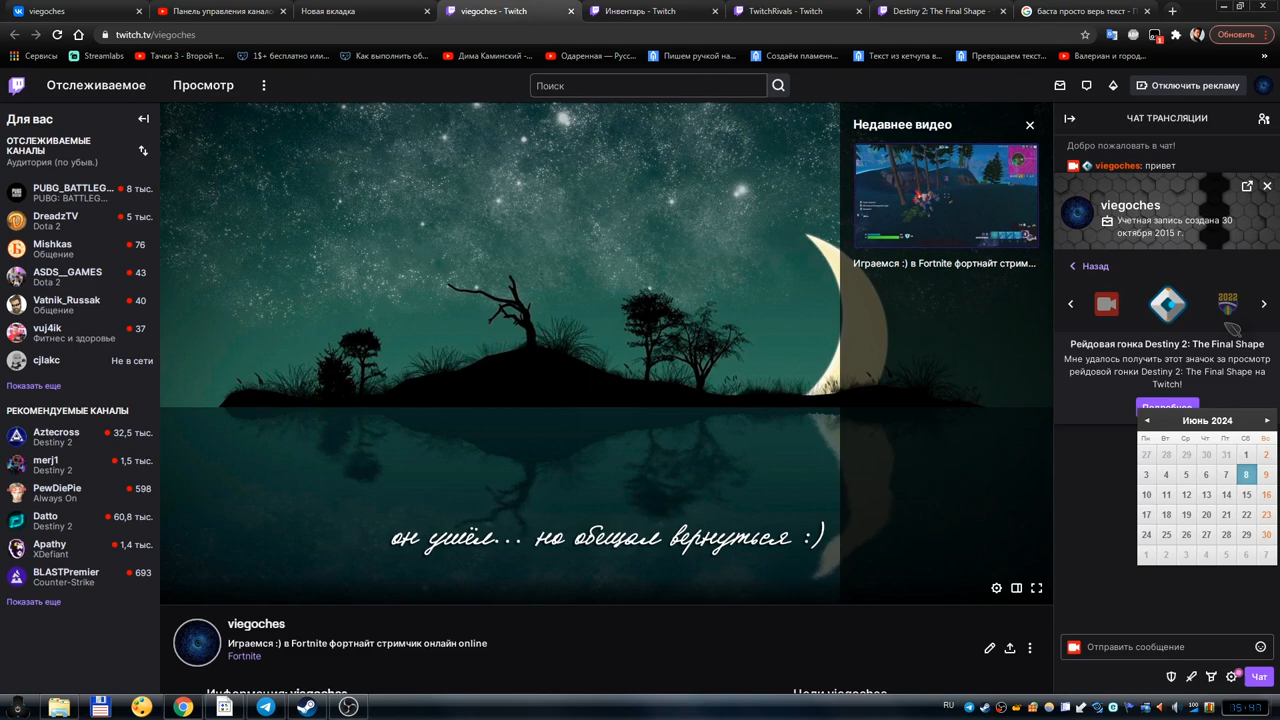 viegoches
Панель управления канало
Новая вкладка
viegoches - Twitch
Инвентарь - Twitch
TwitchRivals - Twitch
Destiny 2: The Final Shape -
баста просто верь текст - П
twitch.tv/viegoches
Обновить
Сервисы
Streamlabs
Тачки 3 - Второй т...
1$+ бесплатно или...
Как выполнить об...
Дима Каминский -...
Одаренная — Русс...
Пишем ручкой на...
Создаём пламенн...
Текст из кетчупа в...
Превращаем текс...
Валериан и город...
Отслеживаемое
Просмотр
Поиск
Отключить рекламу
Для вас
ОТСЛЕЖИВАЕМЫЕ
КАНАЛЫ
Аудитория (по убыв.)
PUBG_BATTLEG... 8 тыс.
PUBG: BATTLEG...
DreadzTV 5 тыс.
Dota 2
Mishkas 76
Общение
ASDS__GAMES 43
Dota 2
Vatnik_Russak 40
Общение
vuj4ik 37
Фитнес и здоровье
cjlakc Не в сети
Показать еще
РЕКОМЕНДУЕМЫЕ КАНАЛЫ
Aztecross 32,5 тыс.
Destiny 2
merj1 1,5 тыс.
Destiny 2
PewDiePie 598
Always On
Datto 60,8 тыс.
Destiny 2
Apathy 1,4 тыс.
XDefiant
BLASTPremier 693
Counter-Strike
Показать еще
он ушёл... но обещал вернуться :)
Недавнее видео
Играемся :) в Fortnite фортнайт стрим...
viegoches
Играемся :) в Fortnite фортнайт стримчик онлайн online
Fortnite
Информация: viegoches
Цели viegoches
ЧАТ ТРАНСЛЯЦИИ
Добро пожаловать в чат!
viegoches: привет
viegoches
Учетная запись создана 30
октября 2015 г.
Назад
2022
Рейдовая гонка Destiny 2: The Final Shape
Мне удалось получить этот значок за просмотр
рейдовой гонки Destiny 2: The Final Shape на
Twitch!
Подробнее
Июнь 2024
Пн Вт Ср Чт Пт Сб Вс
27 28 29 30 31 1 2
3 4 5 6 7 8 9
10 11 12 13 14 15 16
17 18 19 20 21 22 23
24 25 26 27 28 29 30
1 2 3 4 5 6 7
Отправить сообщение
Чат
RU
100
15:47